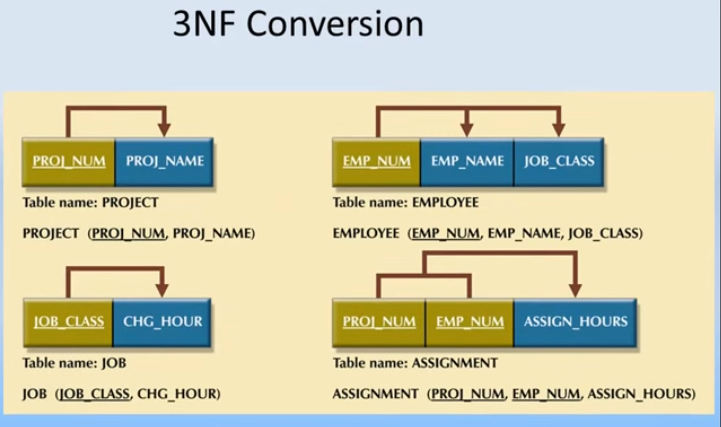 3NF Conversion
PROJ_NUM PROJ_NAME
Table name: PROJECT
PROJECT (PROJ_NUM, PROJ_NAME)
EMP_NUM EMP_NAME JOB_CLASS
Table name: EMPLOYEE
EMPLOYEE (EMP_NUM, EMP_NAME, JOB_CLASS)
JOB_CLASS CHG_HOUR
Table name: JOB
JOB (JOB_CLASS, CHG_HOUR)
PROJ_NUM EMP_NUM ASSIGN_HOURS
Table name: ASSIGNMENT
ASSIGNMENT (PROJ_NUM, EMP_NUM, ASSIGN_HOURS)